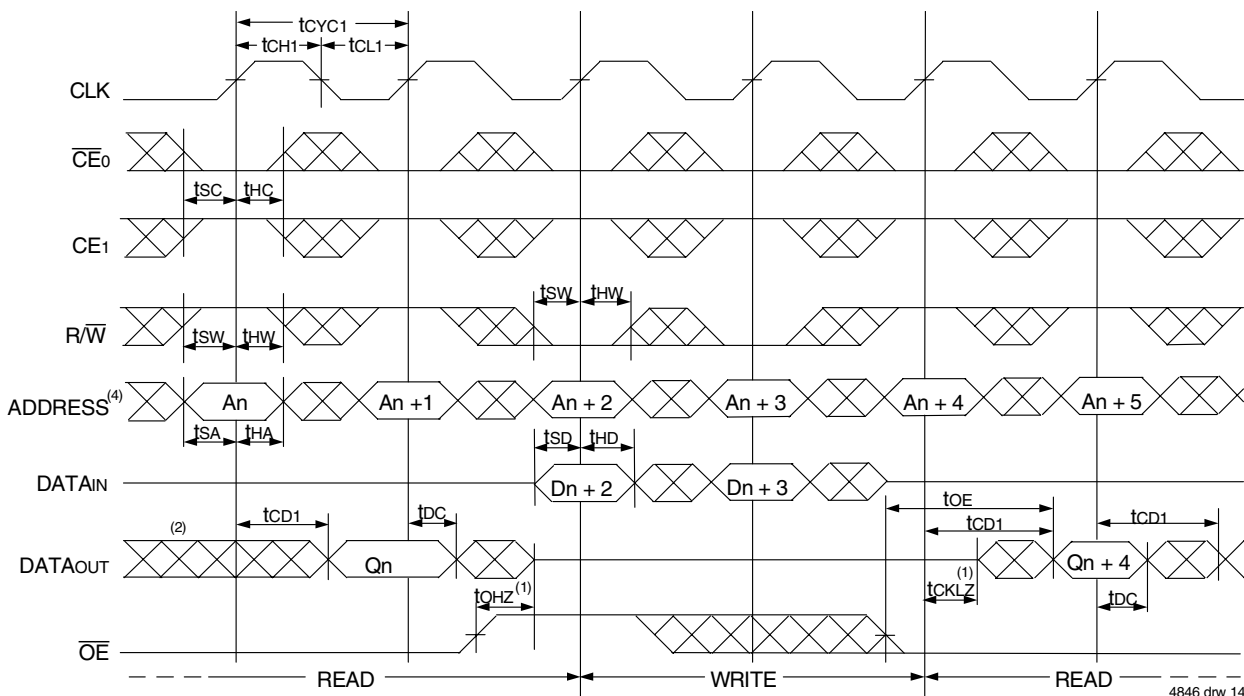 tCYC1
tCH1 tCL1
CLK
CE0
tSC tHC
CE1
tSW tHW
R/W
tSW tHW
ADDRESS(4) An An +1 An + 2 An + 3 An + 4 An + 5
tSA tHA tSD tHD
DATAIN Dn + 2 Dn + 3
tOE
(2) tCD1 tDC tCD1 tCD1
DATAOUT Qn Qn + 4
tOHZ(1) tCKLZ(1) tDC
OE
READ WRITE READ
4846 drw 14